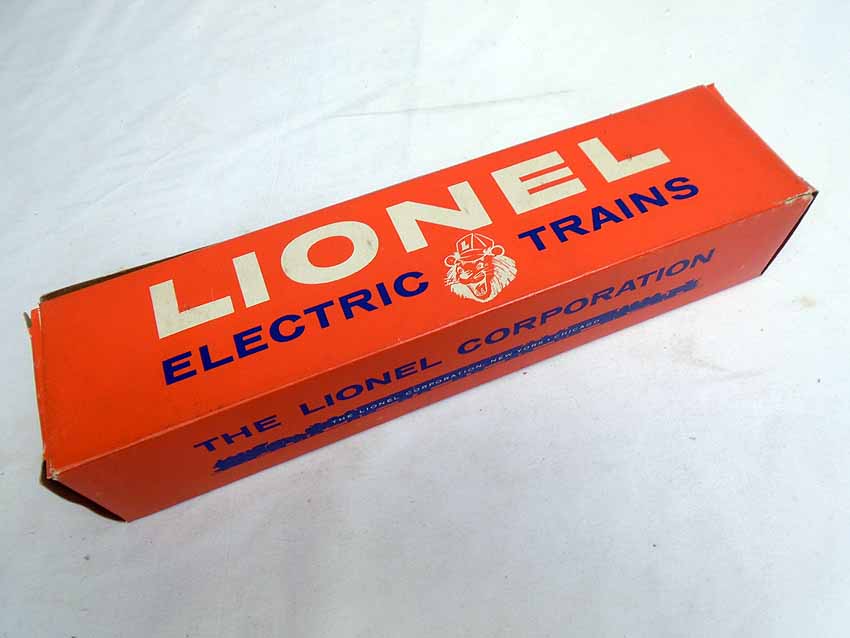 LIONEL
ELECTRIC TRAINS
L
THE LIONEL CORPORATION
THE LIONEL CORPORATION, NEW YORK • CHICAGO